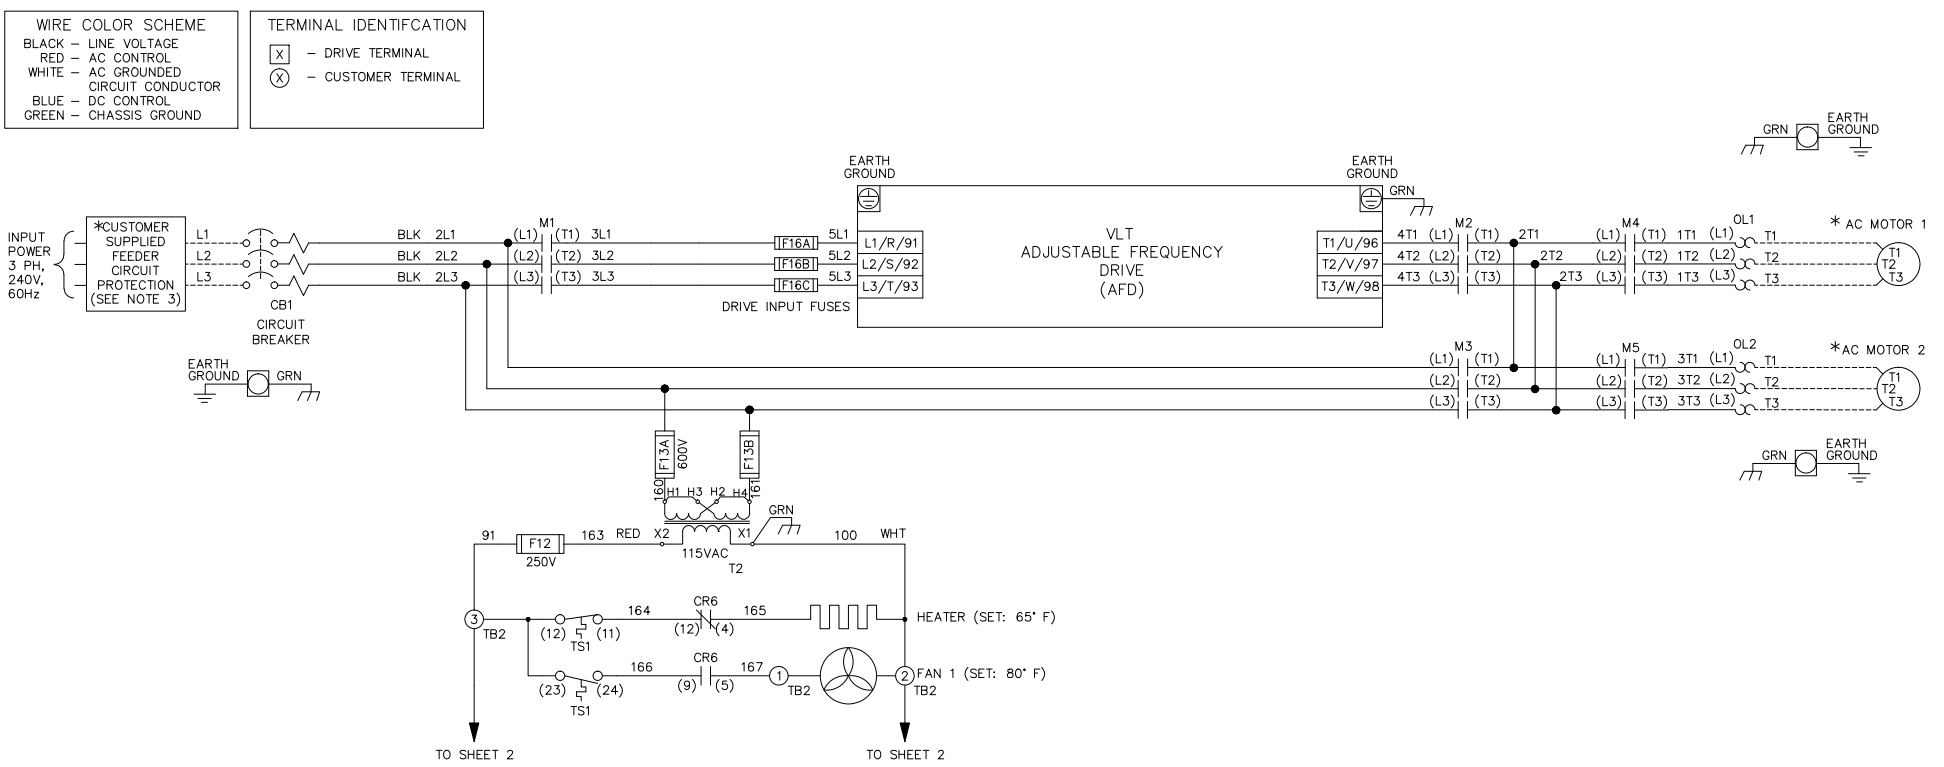 WIRE COLOR SCHEME
BLACK – LINE VOLTAGE
RED – AC CONTROL
WHITE – AC GROUNDED
CIRCUIT CONDUCTOR
BLUE – DC CONTROL
GREEN – CHASSIS GROUND
TERMINAL IDENTIFCATION
X – DRIVE TERMINAL
X – CUSTOMER TERMINAL
GRN
EARTH
GROUND
EARTH
GROUND
EARTH
GROUND
GRN
INPUT
POWER
3 PH,
240V,
60Hz
*CUSTOMER
SUPPLIED
FEEDER
CIRCUIT
PROTECTION
(SEE NOTE 3)
L1
L2
L3
CB1
CIRCUIT
BREAKER
BLK 2L1
BLK 2L2
BLK 2L3
M1
(L1) (T1) 3L1
(L2) (T2) 3L2
(L3) (T3) 3L3
F16A 5L1
F16B 5L2
F16C 5L3
DRIVE INPUT FUSES
L1/R/91
L2/S/92
L3/T/93
VLT
ADJUSTABLE FREQUENCY
DRIVE
(AFD)
T1/U/96
T2/V/97
T3/W/98
4T1 (L1) M2 (T1) 2T1
4T2 (L2) (T2) 2T2
4T3 (L3) (T3) 2T3
M4
(L1) (T1) 1T1 (L1) OL1 T1
(L2) (T2) 1T2 (L2) T2
(L3) (T3) 1T3 (L3) T3
* AC MOTOR 1
T1
T2
T3
M3
(L1) (T1)
(L2) (T2)
(L3) (T3)
M5
(L1) (T1) 3T1 (L1) OL2 T1
(L2) (T2) 3T2 (L2) T2
(L3) (T3) 3T3 (L3) T3
*AC MOTOR 2
T1
T2
T3
EARTH
GROUND
GRN
GRN
EARTH
GROUND
F13A
600V
F13B
160
H1 H3 H2 H4
161
GRN
91
F12
250V
163 RED X2
X1
115VAC
T2
100 WHT
3
TB2
(12) (11)
TS1
164
CR6
(12) (4)
165
HEATER (SET: 65° F)
(23) (24)
TS1
166
CR6
(9) (5)
167
1
TB2
2
TB2
FAN 1 (SET: 80° F)
TO SHEET 2
TO SHEET 2